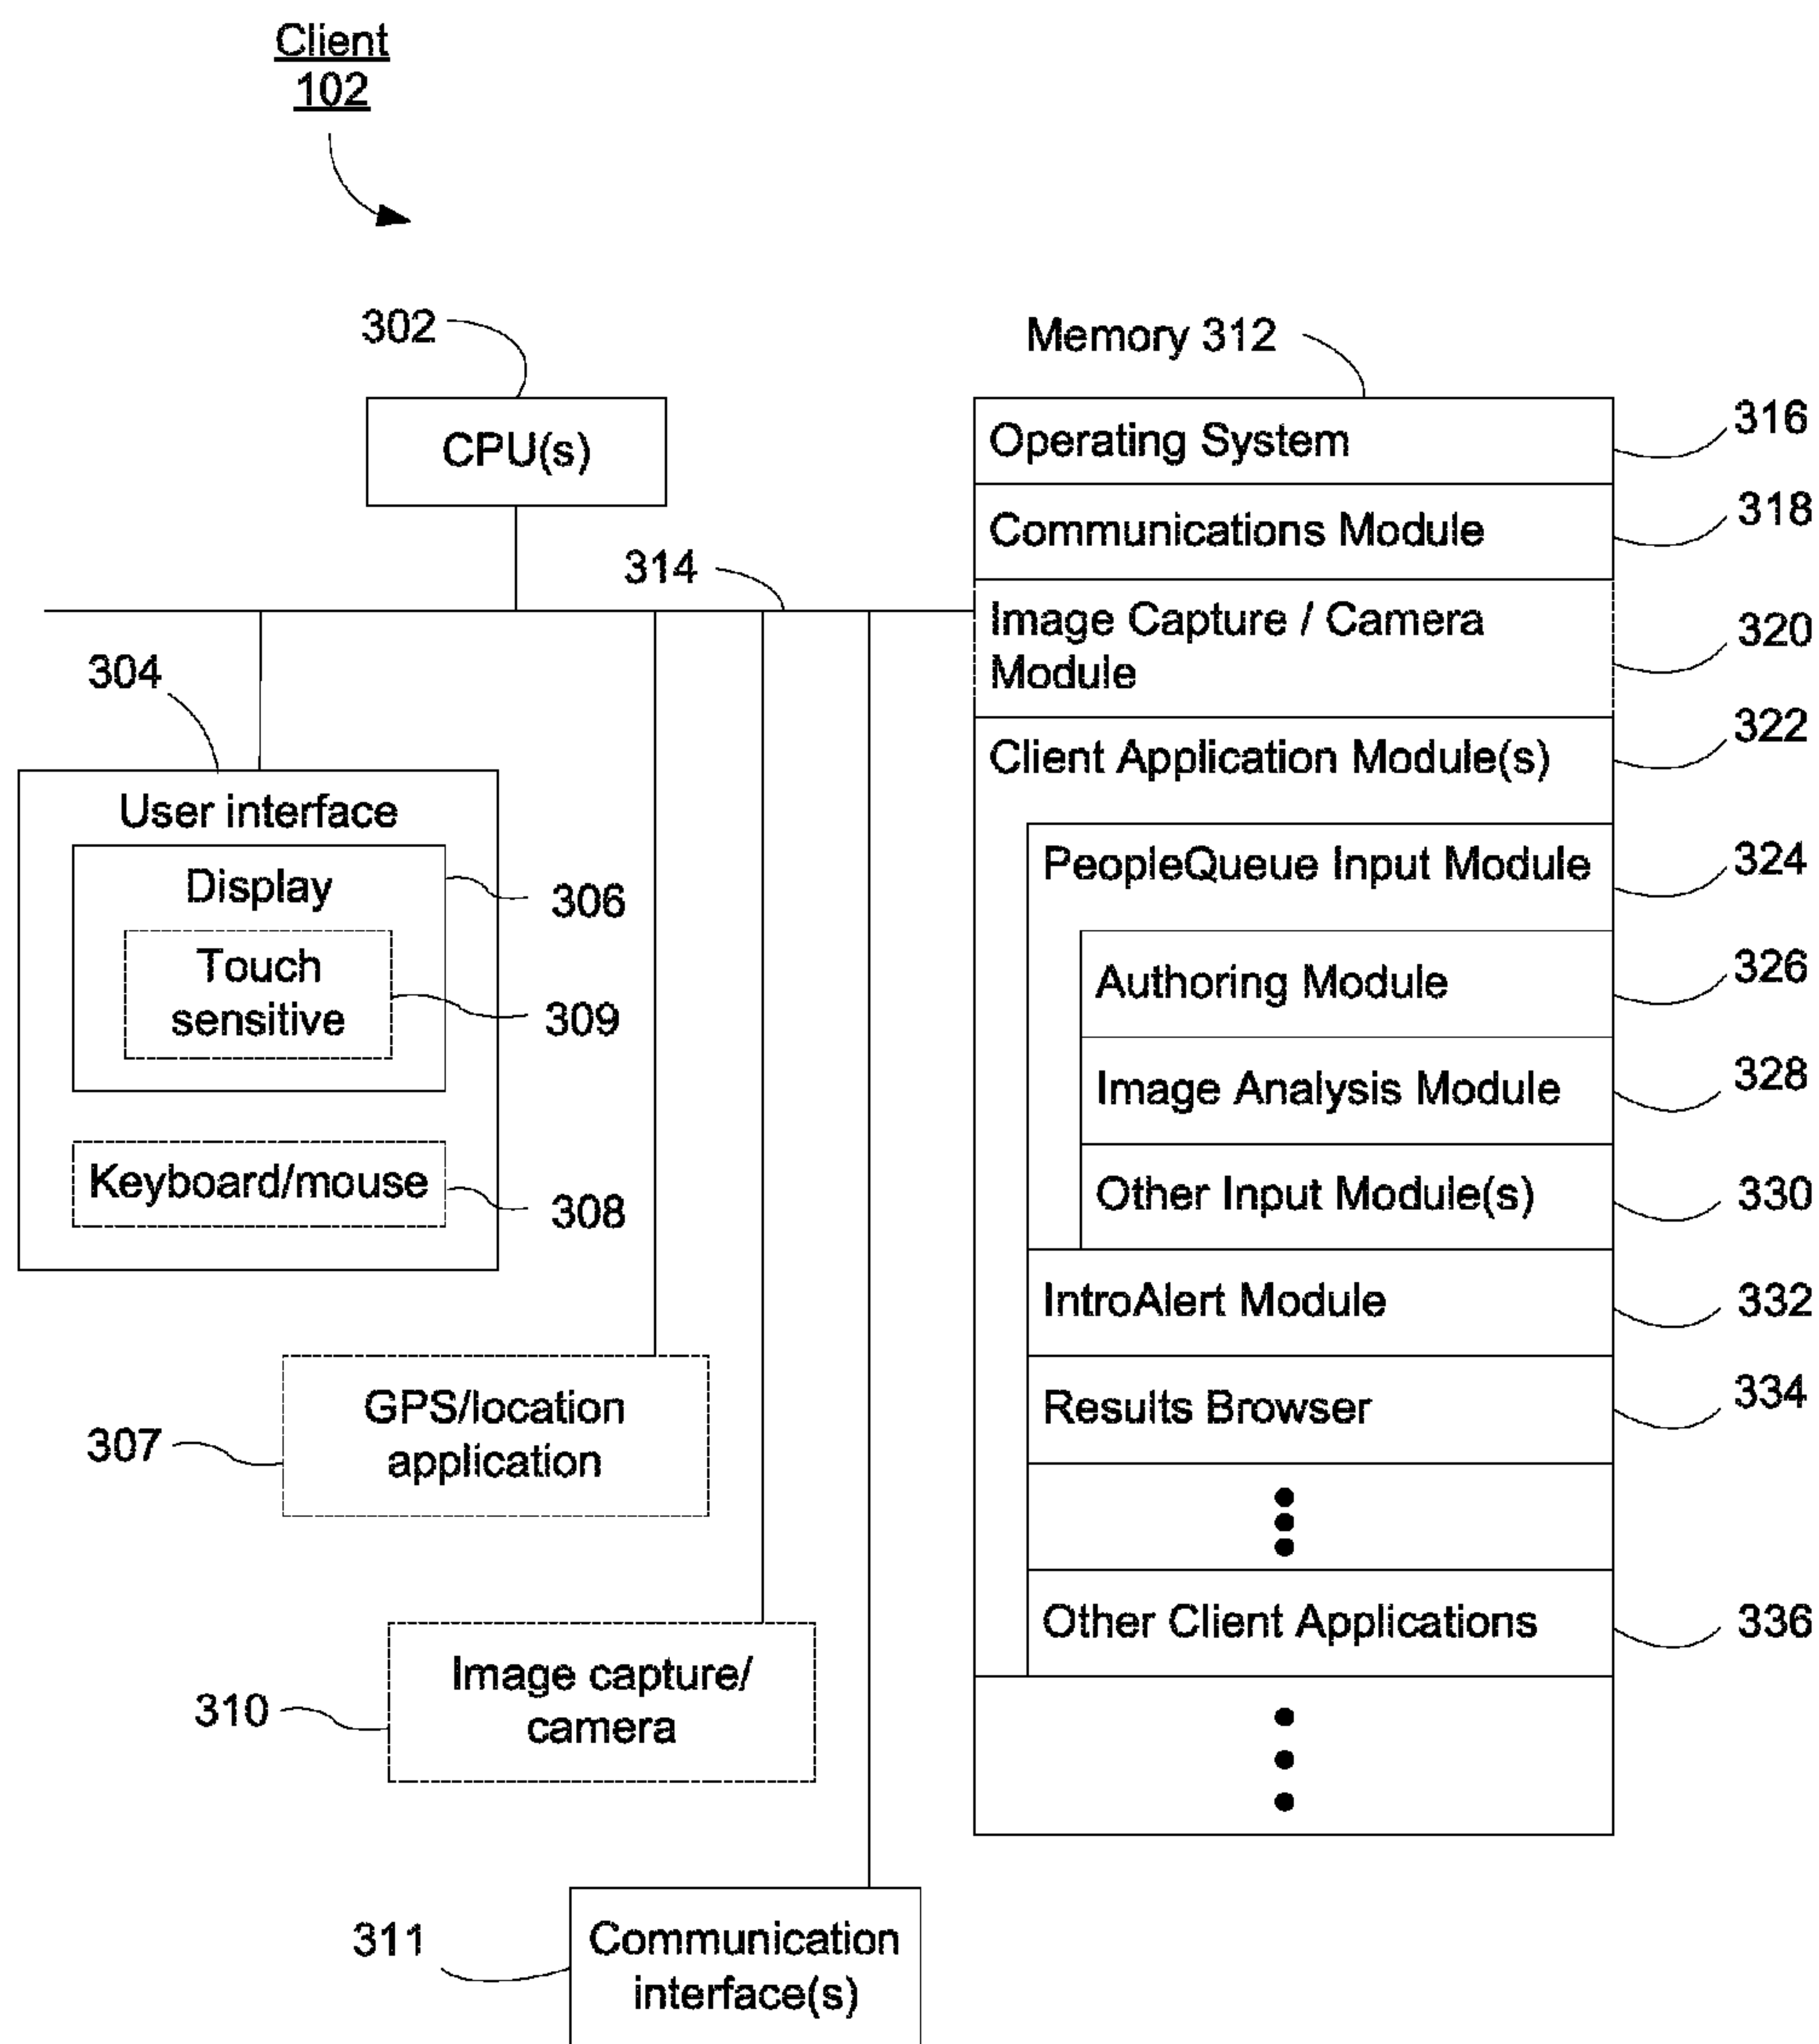 Client
102
302
CPU(s)
314
304
User interface
Display
306
Touch
sensitive
309
Keyboard/mouse
308
GPS/location
application
307
Image capture/
camera
310
311
Communication
interface(s)
Memory 312
Operating System
316
Communications Module
318
Image Capture / Camera
Module
320
322
Client Application Module(s)
PeopleQueue Input Module
324
Authoring Module
326
Image Analysis Module
328
Other Input Module(s)
330
IntroAlert Module
332
Results Browser
334
Other Client Applications
336